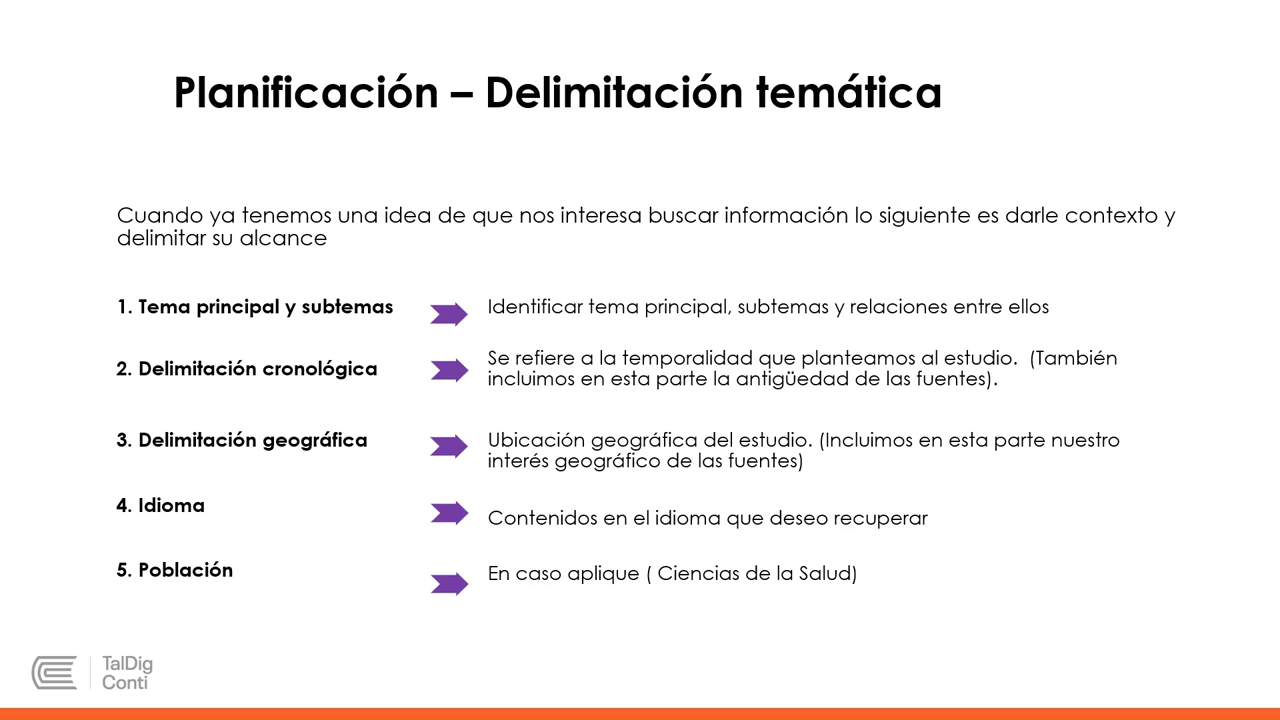 Planificación – Delimitación temática
Cuando ya tenemos una idea de que nos interesa buscar información lo siguiente es darle contexto y
delimitar su alcance
1. Tema principal y subtemas
Identificar tema principal, subtemas y relaciones entre ellos
2. Delimitación cronológica
Se refiere a la temporalidad que planteamos al estudio. (También
incluimos en esta parte la antigüedad de las fuentes).
3. Delimitación geográfica
Ubicación geográfica del estudio. (Incluimos en esta parte nuestro
interés geográfico de las fuentes)
4. Idioma
Contenidos en el idioma que deseo recuperar
5. Población
En caso aplique ( Ciencias de la Salud)
TalDig
Conti